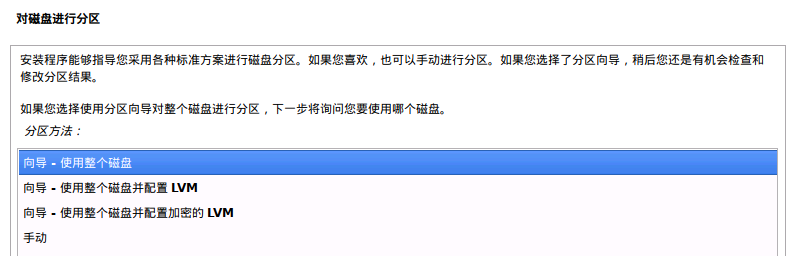 对磁盘进行分区
安装程序能够指导您采用各种标准方案进行磁盘分区。如果您喜欢，也可以手动进行分区。如果您选择了分区向导，稍后您还是有机会检查和
修改分区结果。
如果您选择使用分区向导对整个磁盘进行分区，下一步将询问您要使用哪个磁盘。
分区方法：
向导 - 使用整个磁盘
向导 - 使用整个磁盘并配置 LVM
向导 - 使用整个磁盘并配置加密的 LVM
手动